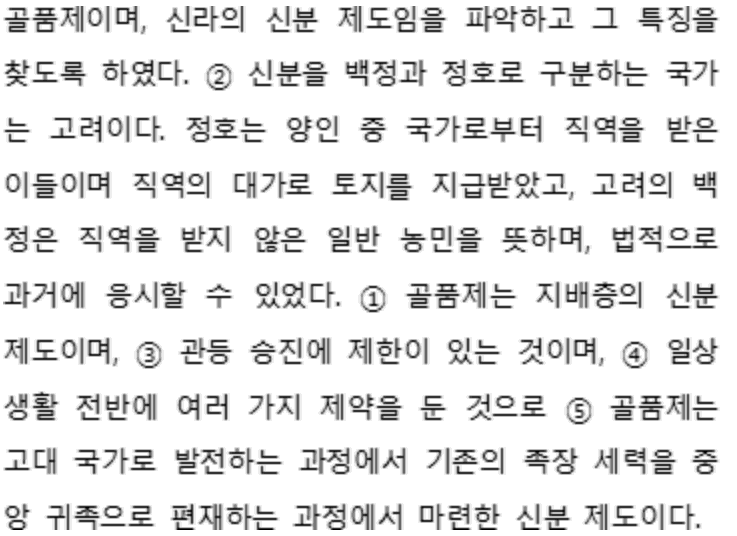 골품제이며, 신라의 신분 제도임을 파악하고 그 특징을
찾도록 하였다. ② 신분을 백정과 정호로 구분하는 국가
는 고려이다. 정호는 양인 중 국가로부터 직역을 받은
이들이며 직역의 대가로 토지를 지급받았고, 고려의 백
정은 직역을 받지 않은 일반 농민을 뜻하며, 법적으로
과거에 응시할 수 있었다. ① 골품제는 지배층의 신분
제도이며, ③ 관등 승진에 제한이 있는 것이며, ④ 일상
생활 전반에 여러 가지 제약을 둔 것으로 ⑤ 골품제는
고대 국가로 발전하는 과정에서 기존의 족장 세력을 중
앙 귀족으로 편재하는 과정에서 마련한 신분 제도이다.